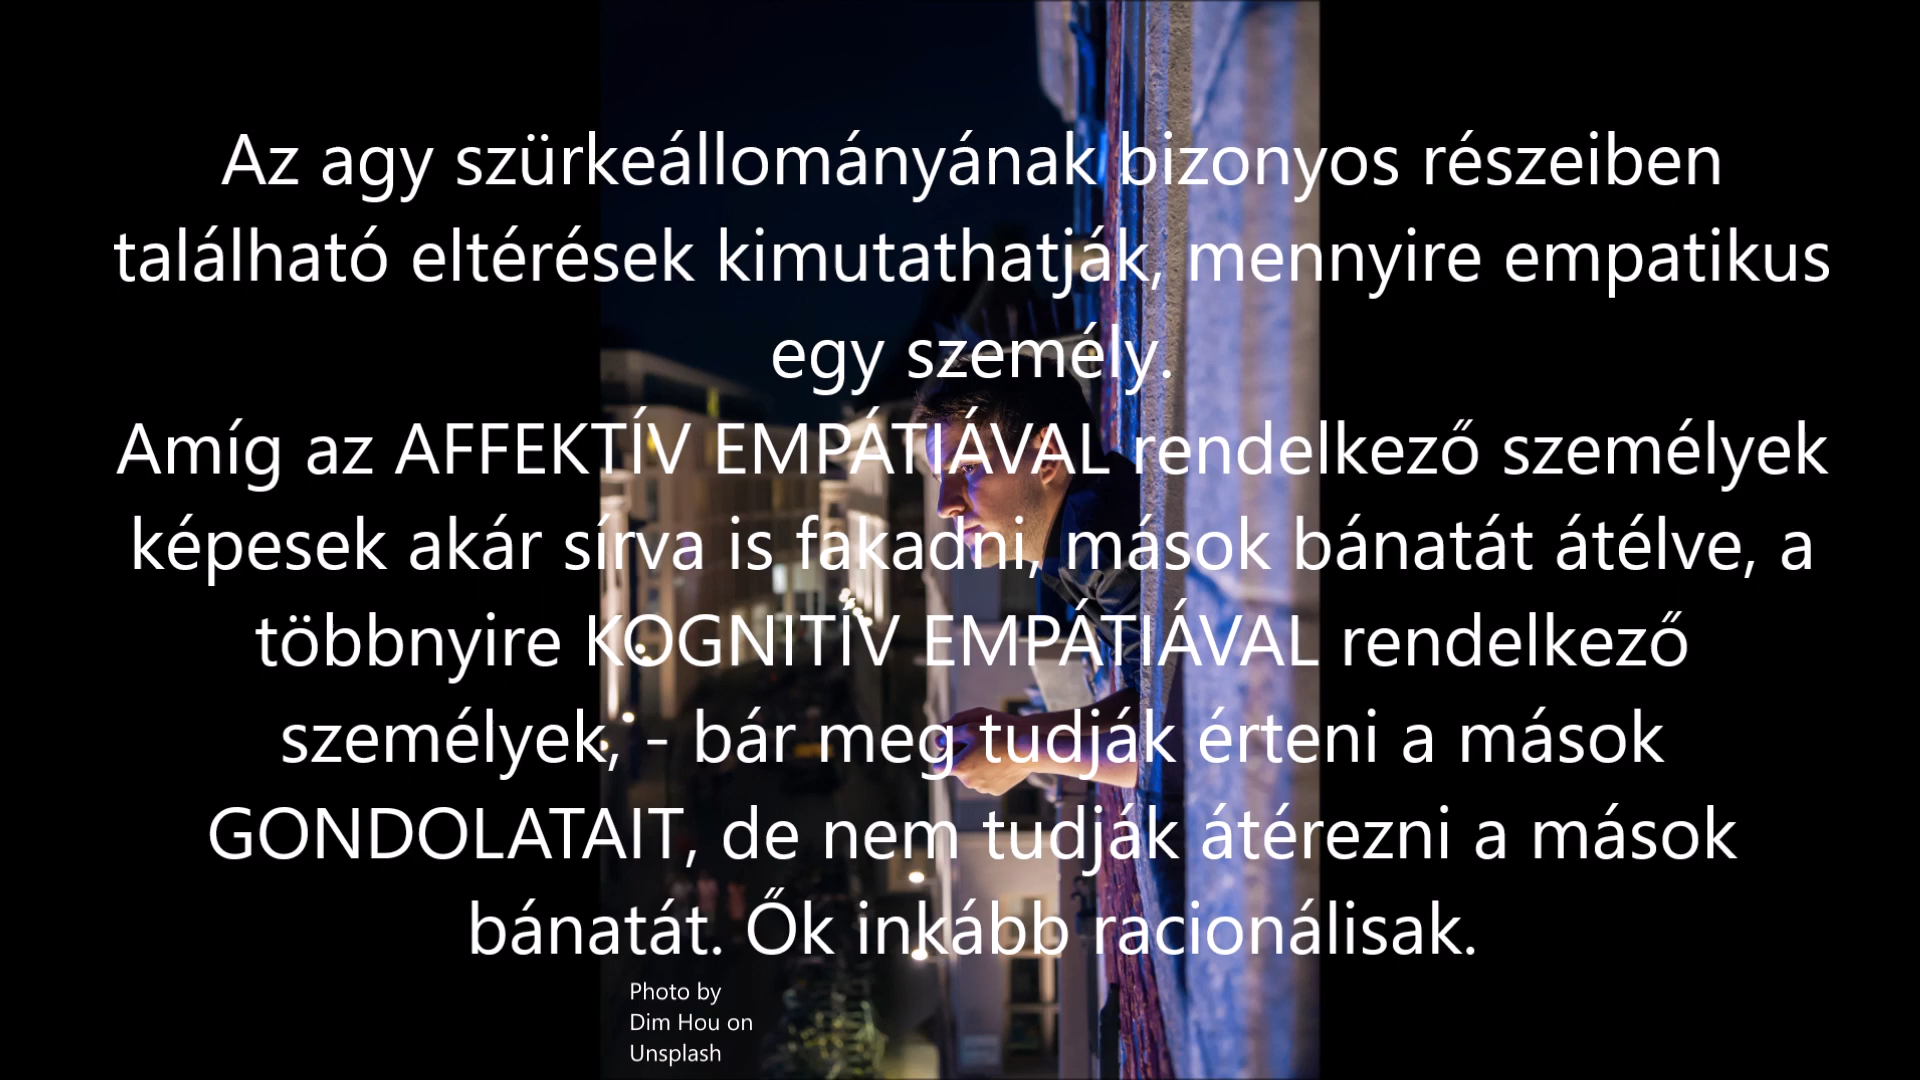 Az agy szürkeállományának bizonyos részeiben
található eltérések kimutathatják, mennyire empatikus
egy személy.
Amíg az AFFEKTÍV EMPÁTIÁVAL rendelkező személyek
képesek akár sírva is fakadni, mások bánatát átélve, a
többnyire KOGNITÍV EMPÁTIÁVAL rendelkező
személyek, - bár meg tudják érteni a mások
GONDOLATAIT, de nem tudják átérezni a mások
bánatát. Ők inkább racionálisak.
Photo by
Dim Hou on
Unsplash